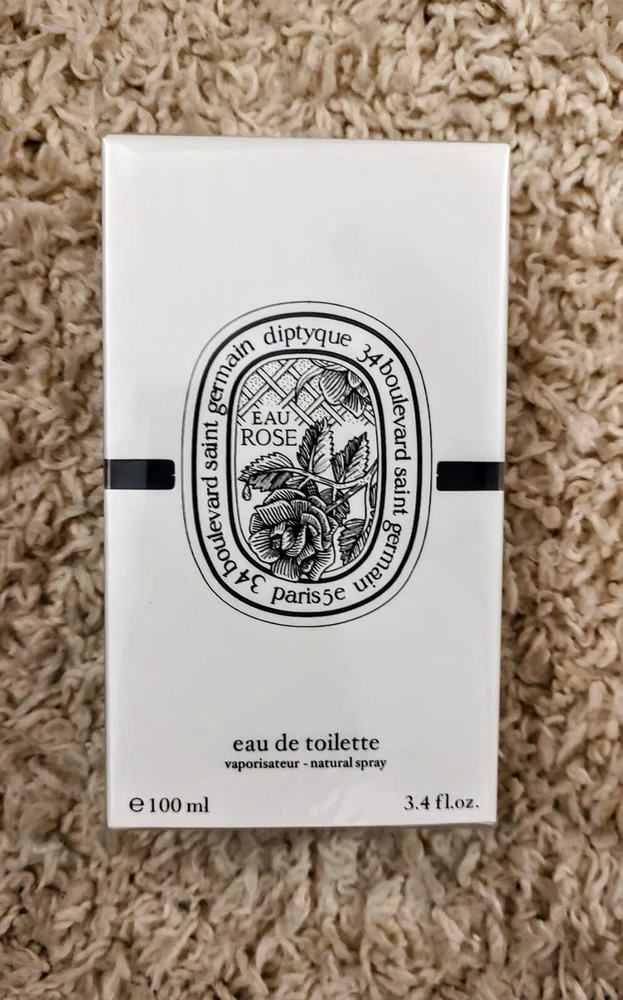 34 boulevard saint germain diptyque 34 boulevard saint germain
paris 5e
EAU
ROSE
eau de toilette
vaporisateur - natural spray
℮ 100 ml
3.4 fl.oz.